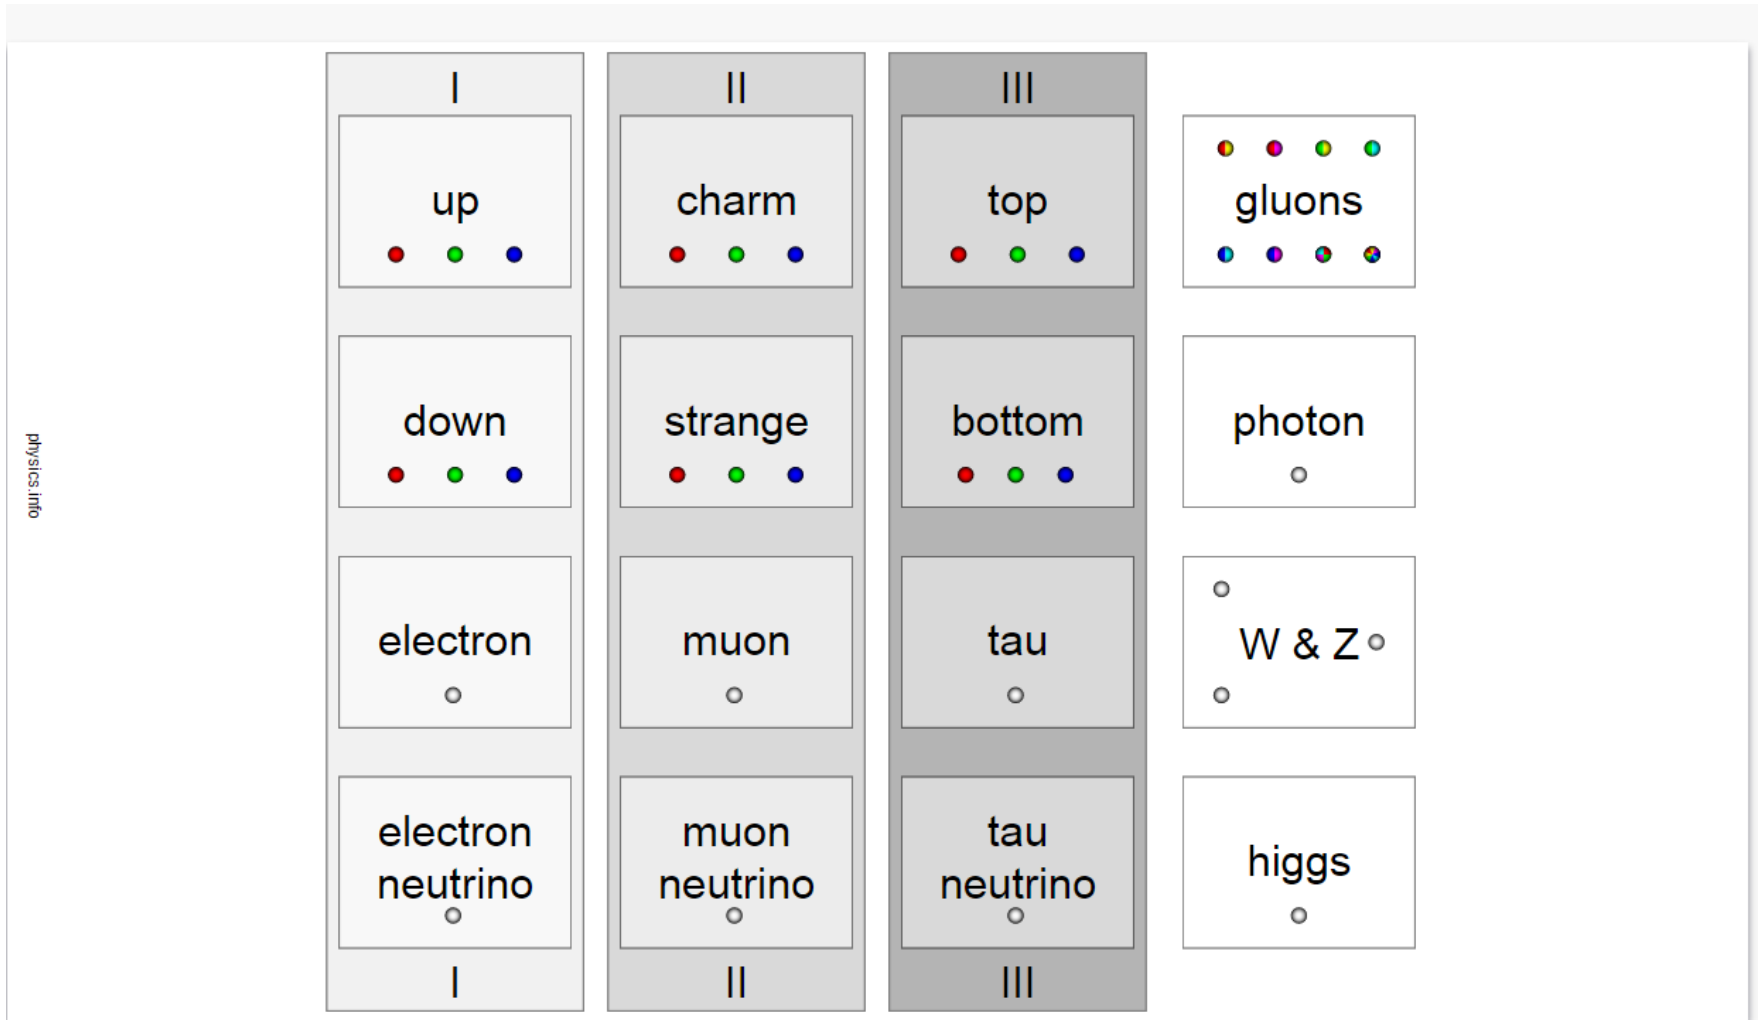 I
II
III
up
charm
top
gluons
down
strange
bottom
photon
electron
muon
tau
W & Z
electron
neutrino
muon
neutrino
tau
neutrino
higgs
I
II
III
physics.info